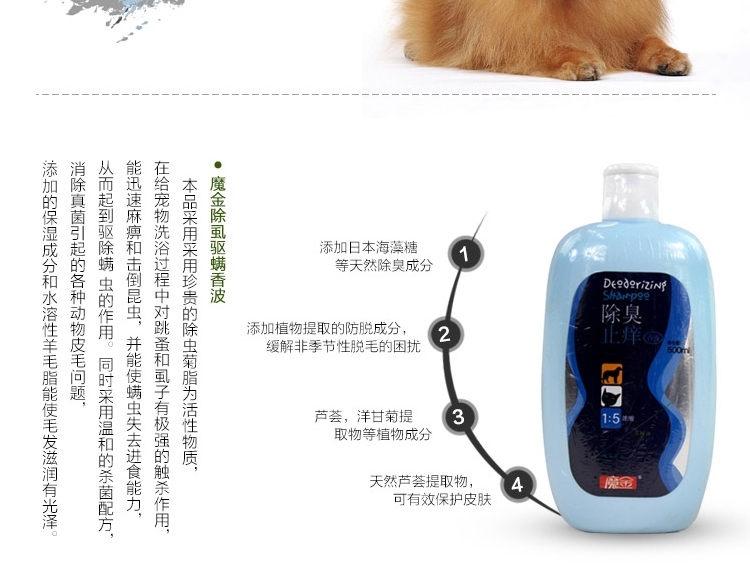 魔金除虱驱螨香波
本品采用采用珍贵的除虫菊脂为活性物质，
在给宠物洗浴过程中对跳蚤和虱子有极强的触杀作用，
能迅速麻痹和击倒昆虫，并能使螨虫失去进食能力，
从而起到驱除螨 虫的作用。同时采用温和的杀菌配方，
消除真菌引起的各种动物皮毛问题，
添加的保湿成分和水溶性羊毛脂能使毛发滋润有光泽。
添加日本海藻糖
等天然除臭成分
1
添加植物提取的防脱成分，
缓解非季节性脱毛的困扰
2
芦荟，洋甘菊提
取物等植物成分
3
天然芦荟提取物，
可有效保护皮肤
4
Deodorizing
Shampoo
除臭
止痒
500ml
1:5
魔金